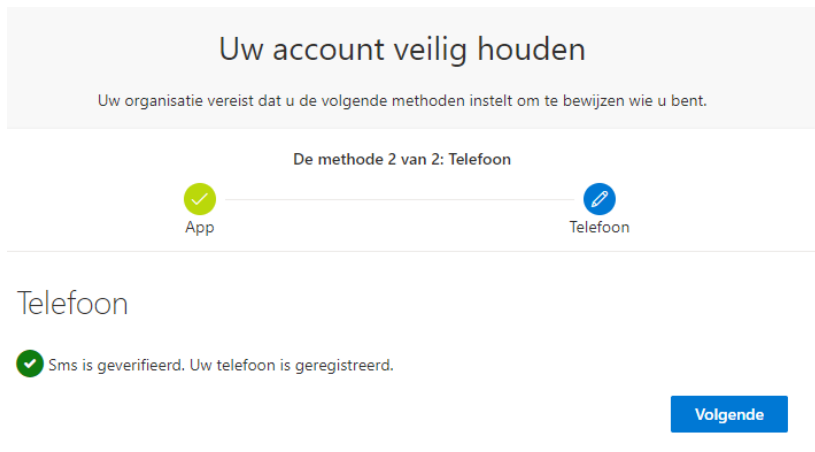 Uw account veilig houden
Uw organisatie vereist dat u de volgende methoden instelt om te bewijzen wie u bent.
De methode 2 van 2: Telefoon
App
Telefoon
Telefoon
Sms is geverifieerd. Uw telefoon is geregistreerd.
Volgende